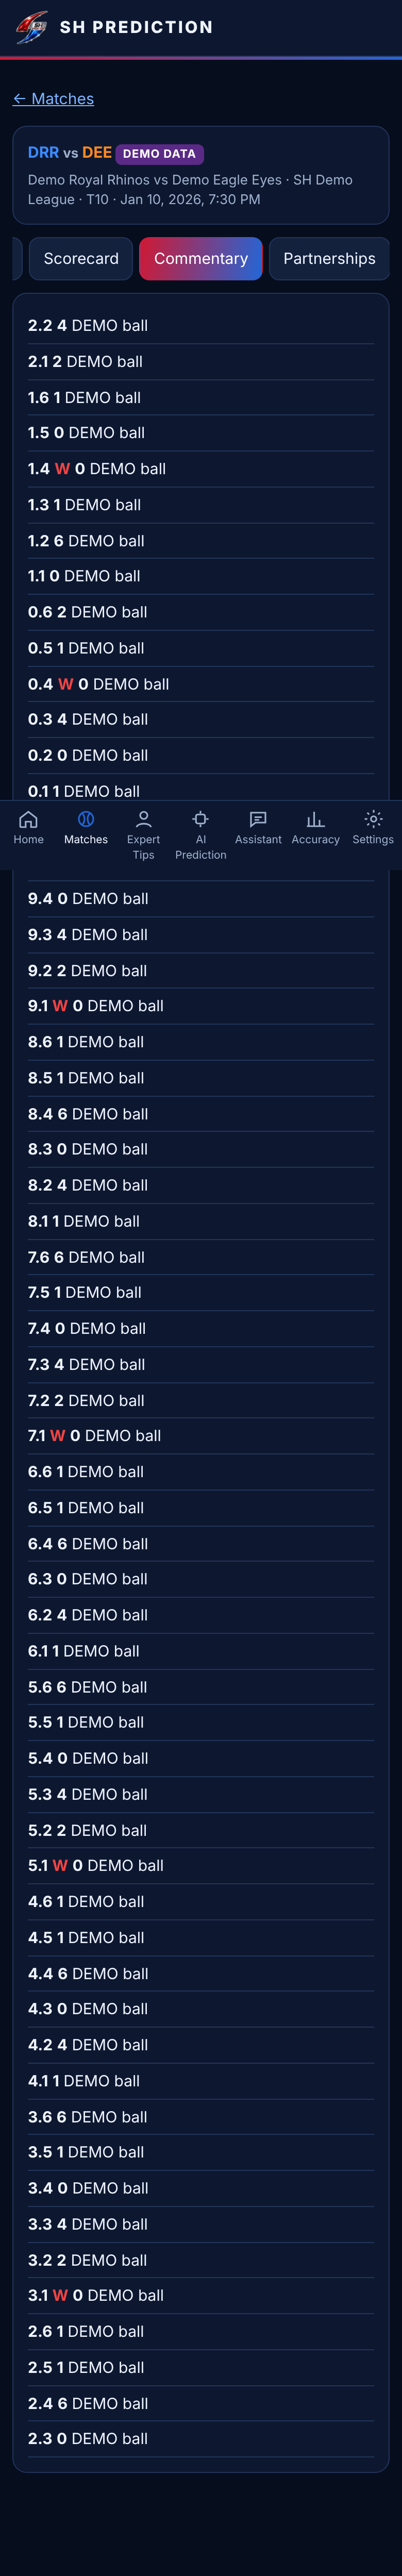 SH PREDICTION
← Matches
DRR vs DEE DEMO DATA
Demo Royal Rhinos vs Demo Eagle Eyes · SH Demo
League · T10 · Jan 10, 2026, 7:30 PM
Scorecard Commentary Partnerships
2.2 4 DEMO ball
2.1 2 DEMO ball
1.6 1 DEMO ball
1.5 0 DEMO ball
1.4 W 0 DEMO ball
1.3 1 DEMO ball
1.2 6 DEMO ball
1.1 0 DEMO ball
0.6 2 DEMO ball
0.5 1 DEMO ball
0.4 W 0 DEMO ball
0.3 4 DEMO ball
0.2 0 DEMO ball
0.1 1 DEMO ball
Home Matches Expert Tips AI Prediction Assistant Accuracy Settings
9.4 0 DEMO ball
9.3 4 DEMO ball
9.2 2 DEMO ball
9.1 W 0 DEMO ball
8.6 1 DEMO ball
8.5 1 DEMO ball
8.4 6 DEMO ball
8.3 0 DEMO ball
8.2 4 DEMO ball
8.1 1 DEMO ball
7.6 6 DEMO ball
7.5 1 DEMO ball
7.4 0 DEMO ball
7.3 4 DEMO ball
7.2 2 DEMO ball
7.1 W 0 DEMO ball
6.6 1 DEMO ball
6.5 1 DEMO ball
6.4 6 DEMO ball
6.3 0 DEMO ball
6.2 4 DEMO ball
6.1 1 DEMO ball
5.6 6 DEMO ball
5.5 1 DEMO ball
5.4 0 DEMO ball
5.3 4 DEMO ball
5.2 2 DEMO ball
5.1 W 0 DEMO ball
4.6 1 DEMO ball
4.5 1 DEMO ball
4.4 6 DEMO ball
4.3 0 DEMO ball
4.2 4 DEMO ball
4.1 1 DEMO ball
3.6 6 DEMO ball
3.5 1 DEMO ball
3.4 0 DEMO ball
3.3 4 DEMO ball
3.2 2 DEMO ball
3.1 W 0 DEMO ball
2.6 1 DEMO ball
2.5 1 DEMO ball
2.4 6 DEMO ball
2.3 0 DEMO ball